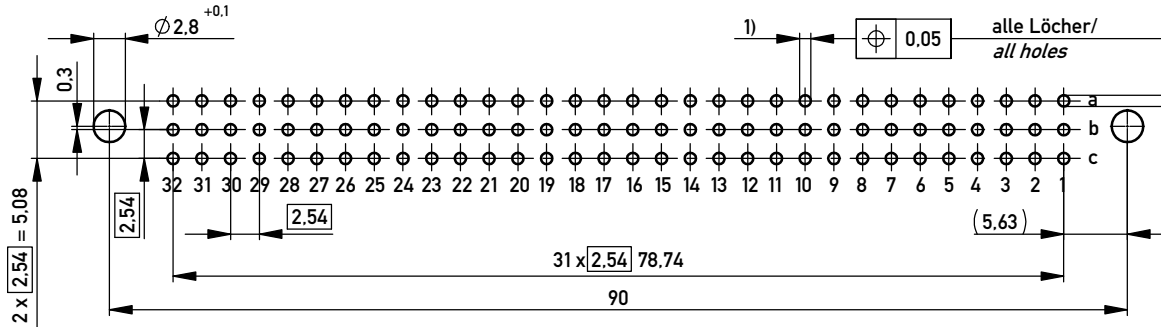 ⌀2,8 +0,1
1)
⌖ 0,05
alle Löcher/
all holes
0,3
a
b
c
32 31 30 29 28 27 26 25 24 23 22 21 20 19 18 17 16 15 14 13 12 11 10 9 8 7 6 5 4 3 2 1
2,54
2,54
(5,63)
2 x 2,54 = 5,08
31 x 2,54 78,74
90